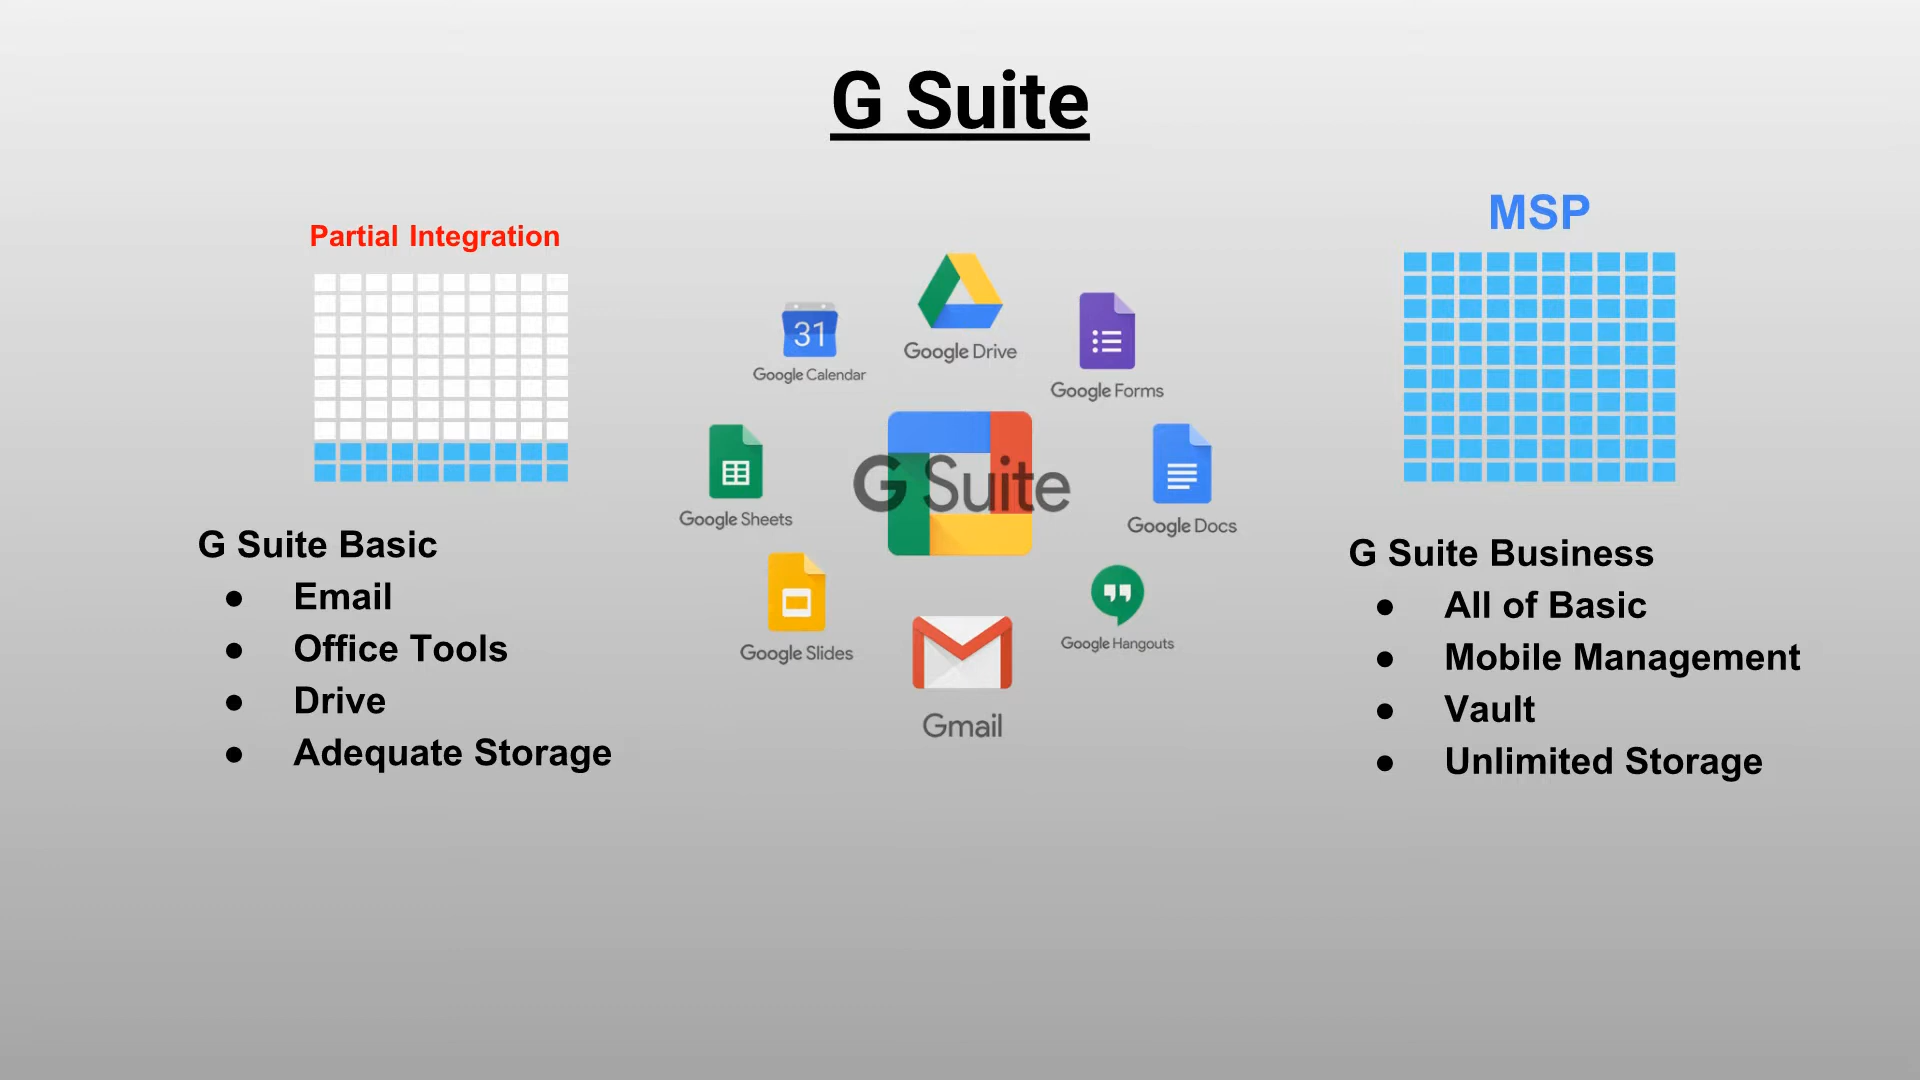 G Suite
Partial Integration
MSP
31
Google Calendar
Google Drive
Google Forms
Google Sheets
G Suite
Google Docs
Google Slides
Google Hangouts
Gmail
G Suite Basic
● Email
● Office Tools
● Drive
● Adequate Storage
G Suite Business
● All of Basic
● Mobile Management
● Vault
● Unlimited Storage